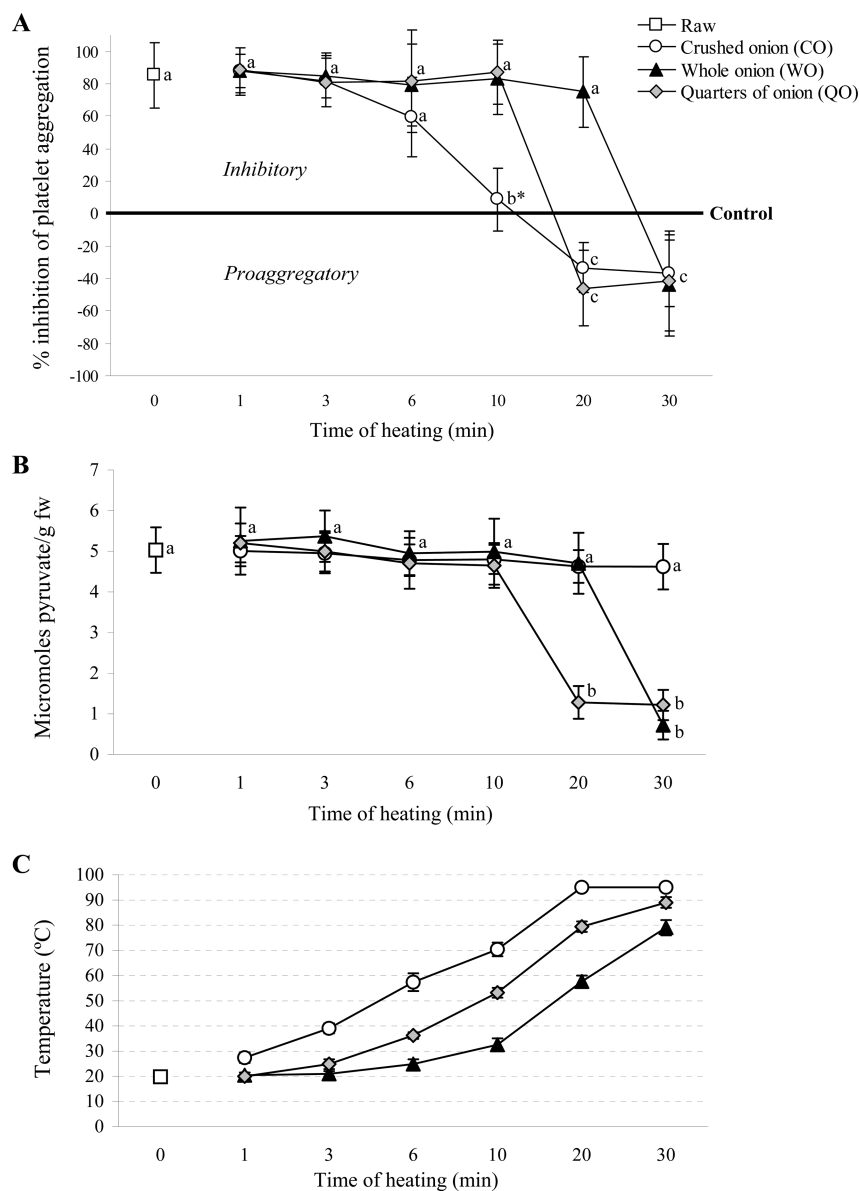 A
Raw
Crushed onion (CO)
Whole onion (WO)
Quarters of onion (QO)
% inhibition of platelet aggregation
100
80
60
40
20
0
-20
-40
-60
-80
-100
a
a
a
a
a
a
a
b*
c
c
c
Inhibitory
Control
Proaggregatory
0 1 3 6 10 20 30
Time of heating (min)
B
Micromoles pyruvate/g fw
7
6
5
4
3
2
1
0
a
a
a
a
a
a
a
b
b
b
0 1 3 6 10 20 30
Time of heating (min)
C
Temperature (ºC)
100
90
80
70
60
50
40
30
20
10
0
0 1 3 6 10 20 30
Time of heating (min)